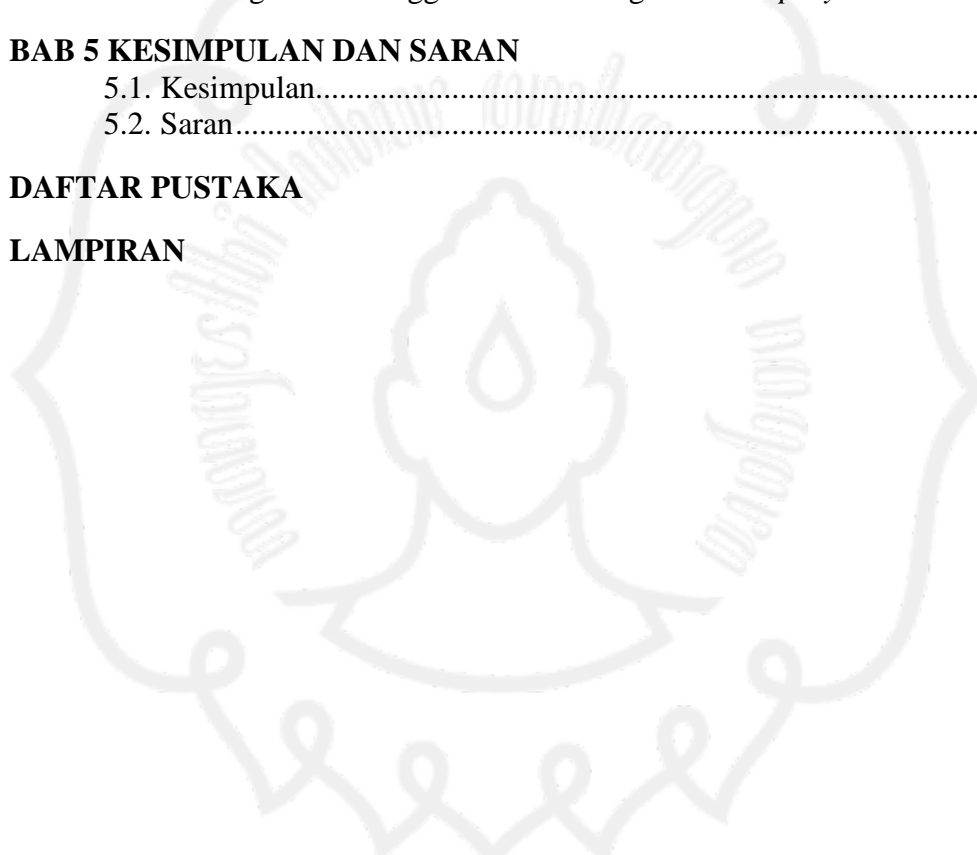 BAB 5 KESIMPULAN DAN SARAN
5.1. Kesimpulan....................................................................................
5.2. Saran..............................................................................................
DAFTAR PUSTAKA
LAMPIRAN